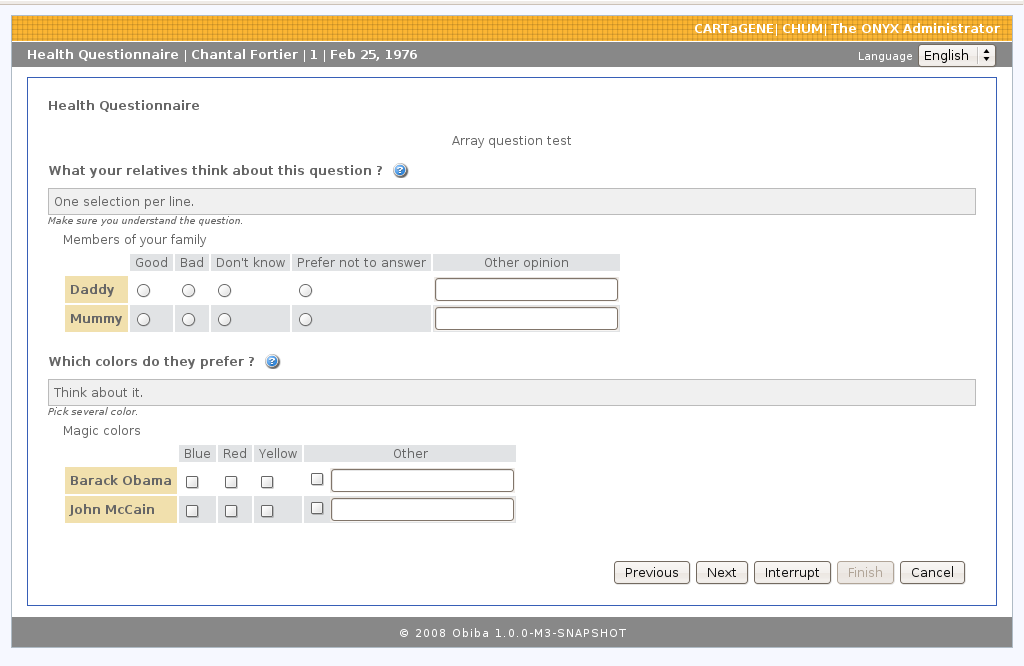 CARTaGENE| CHUM| The ONYX Administrator
Health Questionnaire | Chantal Fortier | 1 | Feb 25, 1976
Language English
Health Questionnaire
Array question test
What your relatives think about this question ? ?
One selection per line.
Make sure you understand the question.
Members of your family
Good Bad Don't know Prefer not to answer Other opinion
Daddy
Mummy
Which colors do they prefer ? ?
Think about it.
Pick several color.
Magic colors
Blue Red Yellow Other
Barack Obama
John McCain
Previous Next Interrupt Finish Cancel
© 2008 Obiba 1.0.0-M3-SNAPSHOT